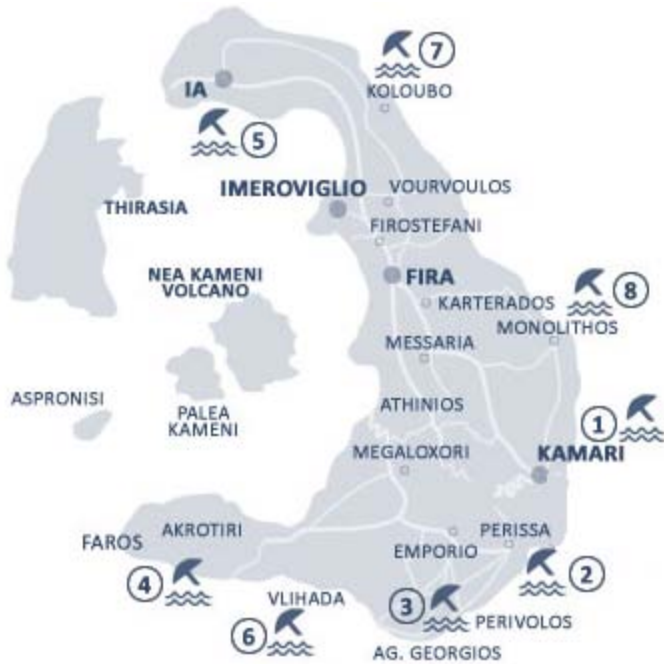 7
KOLOUBO
IA
5
IMEROVIGLIO
VOURVOULOS
THIRASIA
FIROSTEFANI
NEA KAMENI
VOLCANO
FIRA
8
KARTERADOS
MONOLITHOS
MESSARIA
ASPRONISI
PALEA
KAMENI
ATHINIOS
1
KAMARI
MEGALOXORI
FAROS
AKROTIRI
PERISSA
EMPORIO
4
2
VLIHADA
3
PERIVOLOS
6
AG. GEORGIOS